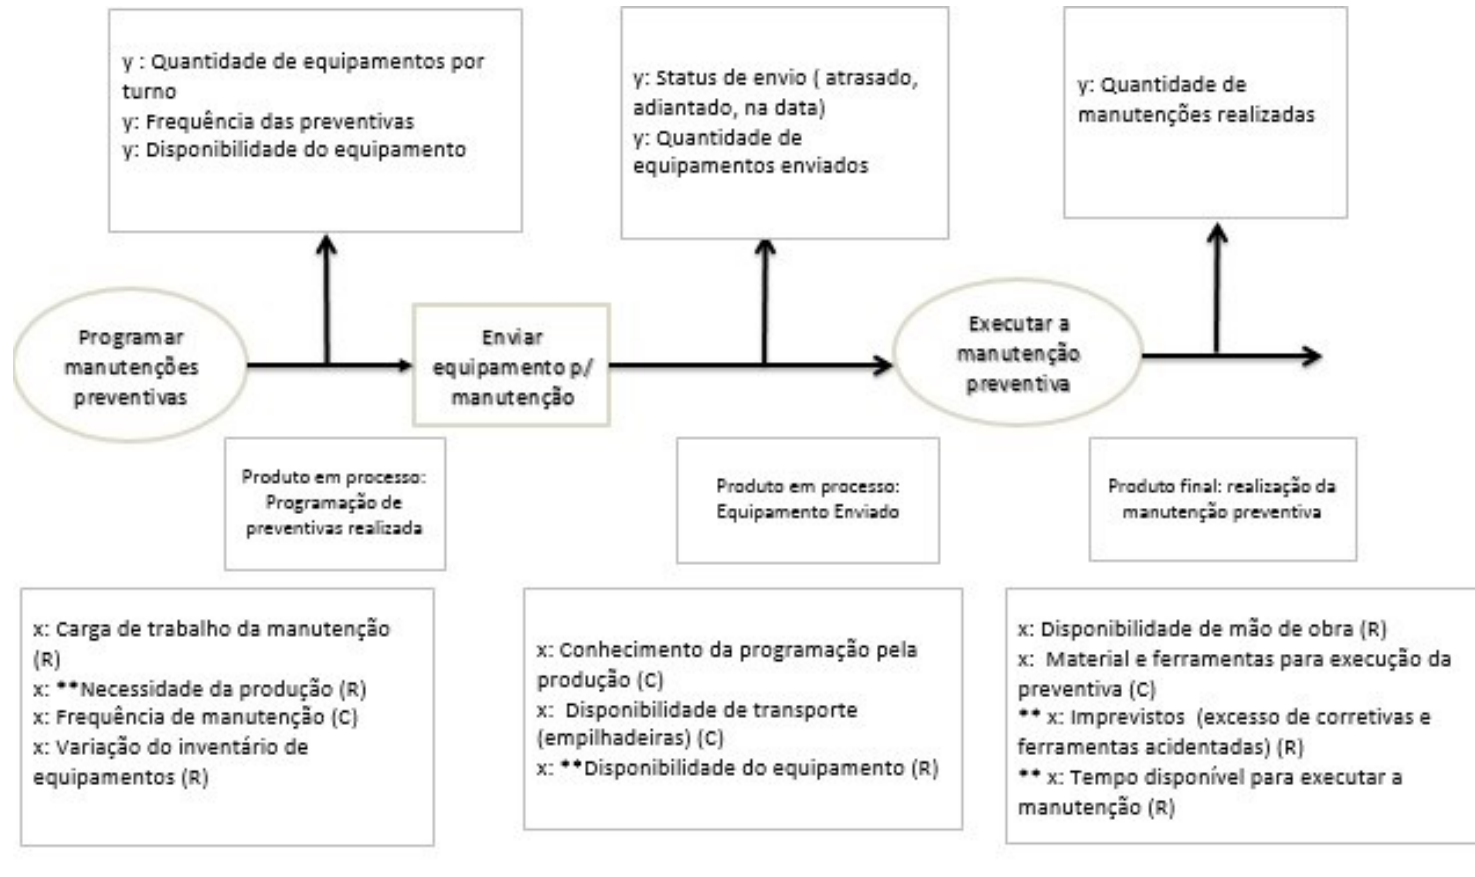 y : Quantidade de equipamentos por
turno
y: Frequência das preventivas
y: Disponibilidade do equipamento
y: Status de envio ( atrasado,
adiantado, na data)
y: Quantidade de
equipamentos enviados
y: Quantidade de
manutenções realizadas
Programar
manutenções
preventivas
Enviar
equipamento p/
manutenção
Executar a
manutenção
preventiva
Produto em processo:
Programação de
preventivas realizada
Produto em processo:
Equipamento Enviado
Produto final: realização da
manutenção preventiva
x: Carga de trabalho da manutenção
(R)
x: **Necessidade da produção (R)
x: Frequência de manutenção (C)
x: Variação do inventário de
equipamentos (R)
x: Conhecimento da programação pela
produção (C)
x: Disponibilidade de transporte
(empilhadeiras) (C)
x: **Disponibilidade do equipamento (R)
x: Disponibilidade de mão de obra (R)
x: Material e ferramentas para execução da
preventiva (C)
** x: Imprevistos (excesso de corretivas e
ferramentas acidentadas) (R)
** x: Tempo disponível para executar a
manutenção (R)